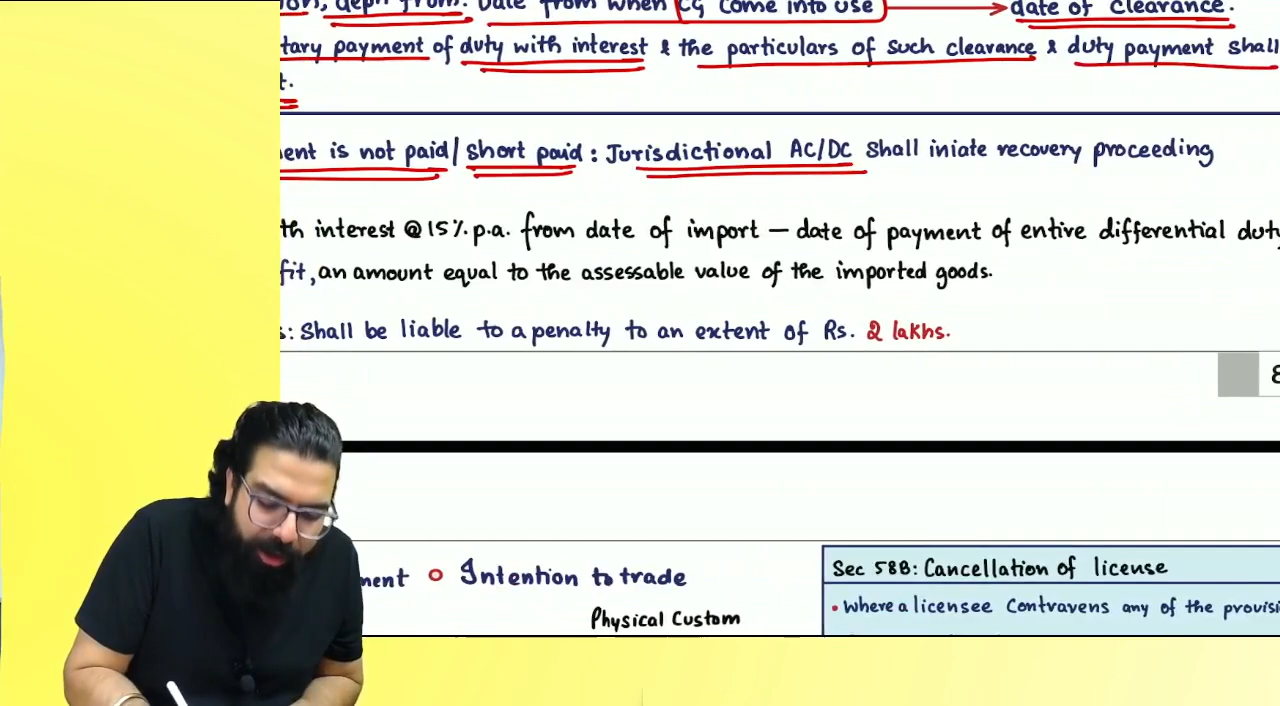 depn from. Date from when CG come into use → date of clearance.
payment of duty with interest & the particulars of such clearance & duty payment shall
t.
is not paid / short paid : Jurisdictional AC/DC shall iniate recovery proceeding
th interest @ 15% p.a. from date of import – date of payment of entire differential duty
fit, an amount equal to the assessable value of the imported goods.
s: Shall be liable to a penalty to an extent of Rs. 2 lakhs.
ment o Intention to trade
Physical Custom
Sec 58B: Cancellation of license
• Where a licensee Contravens any of the provisi